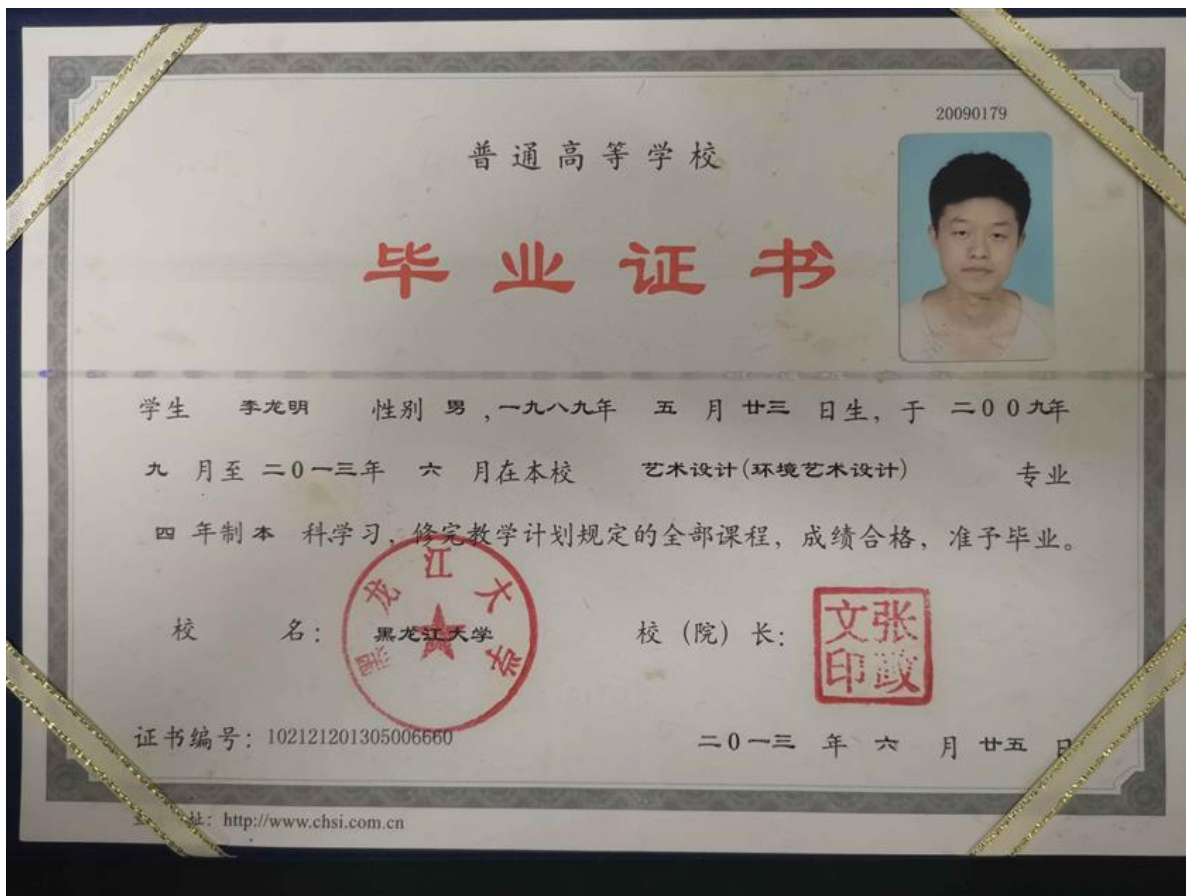 20090179
普通高等学校
毕业证书
学生 李龙明 性别 男 ,一九八九年 五 月 廿三 日生, 于 二00九年
九 月至 二0一三年 六 月在本校 艺术设计(环境艺术设计) 专业
四 年制 本 科学习, 修完教学计划规定的全部课程, 成绩合格, 准予毕业。
黑龙江大学
校 名: 黑龙江大学 校 (院) 长: 张政文印
证书编号: 102121201305006660 二0一三 年 六 月 廿五 日
址: http://www.chsi.com.cn